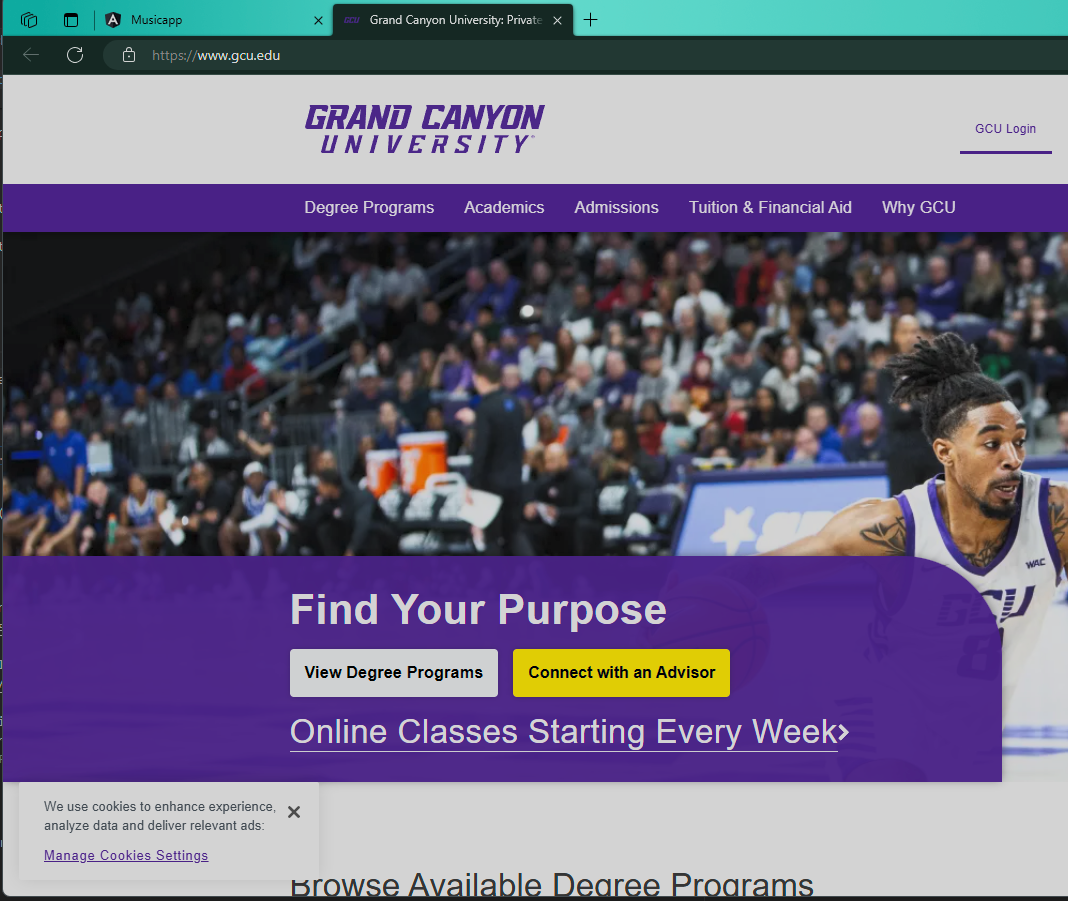 Musicapp
GCU Grand Canyon University: Private
https://www.gcu.edu
GRAND CANYON
UNIVERSITY
GCU Login
Degree Programs Academics Admissions Tuition & Financial Aid Why GCU
WAC
GCU
8
Find Your Purpose
View Degree Programs Connect with an Advisor
Online Classes Starting Every Week
We use cookies to enhance experience,
analyze data and deliver relevant ads:
Manage Cookies Settings
Browse Available Degree Programs